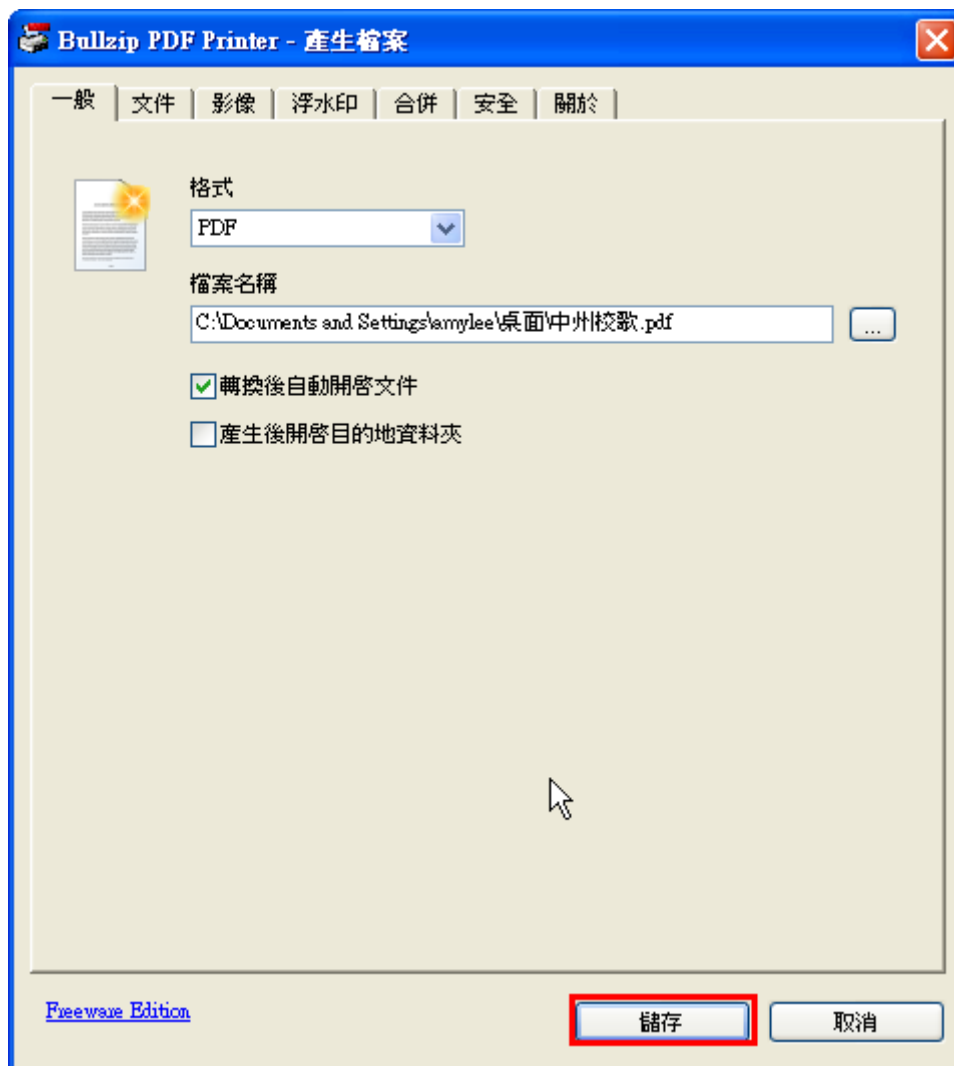 Bullzip PDF Printer - 產生檔案
一般 文件 影像 浮水印 合併 安全 關於
格式
PDF
檔案名稱
C:\Documents and Settings\amylee\桌面\中州校歌.pdf
...
轉換後自動開啓文件
產生後開啓目的地資料夾
Freeware Edition 儲存 取消